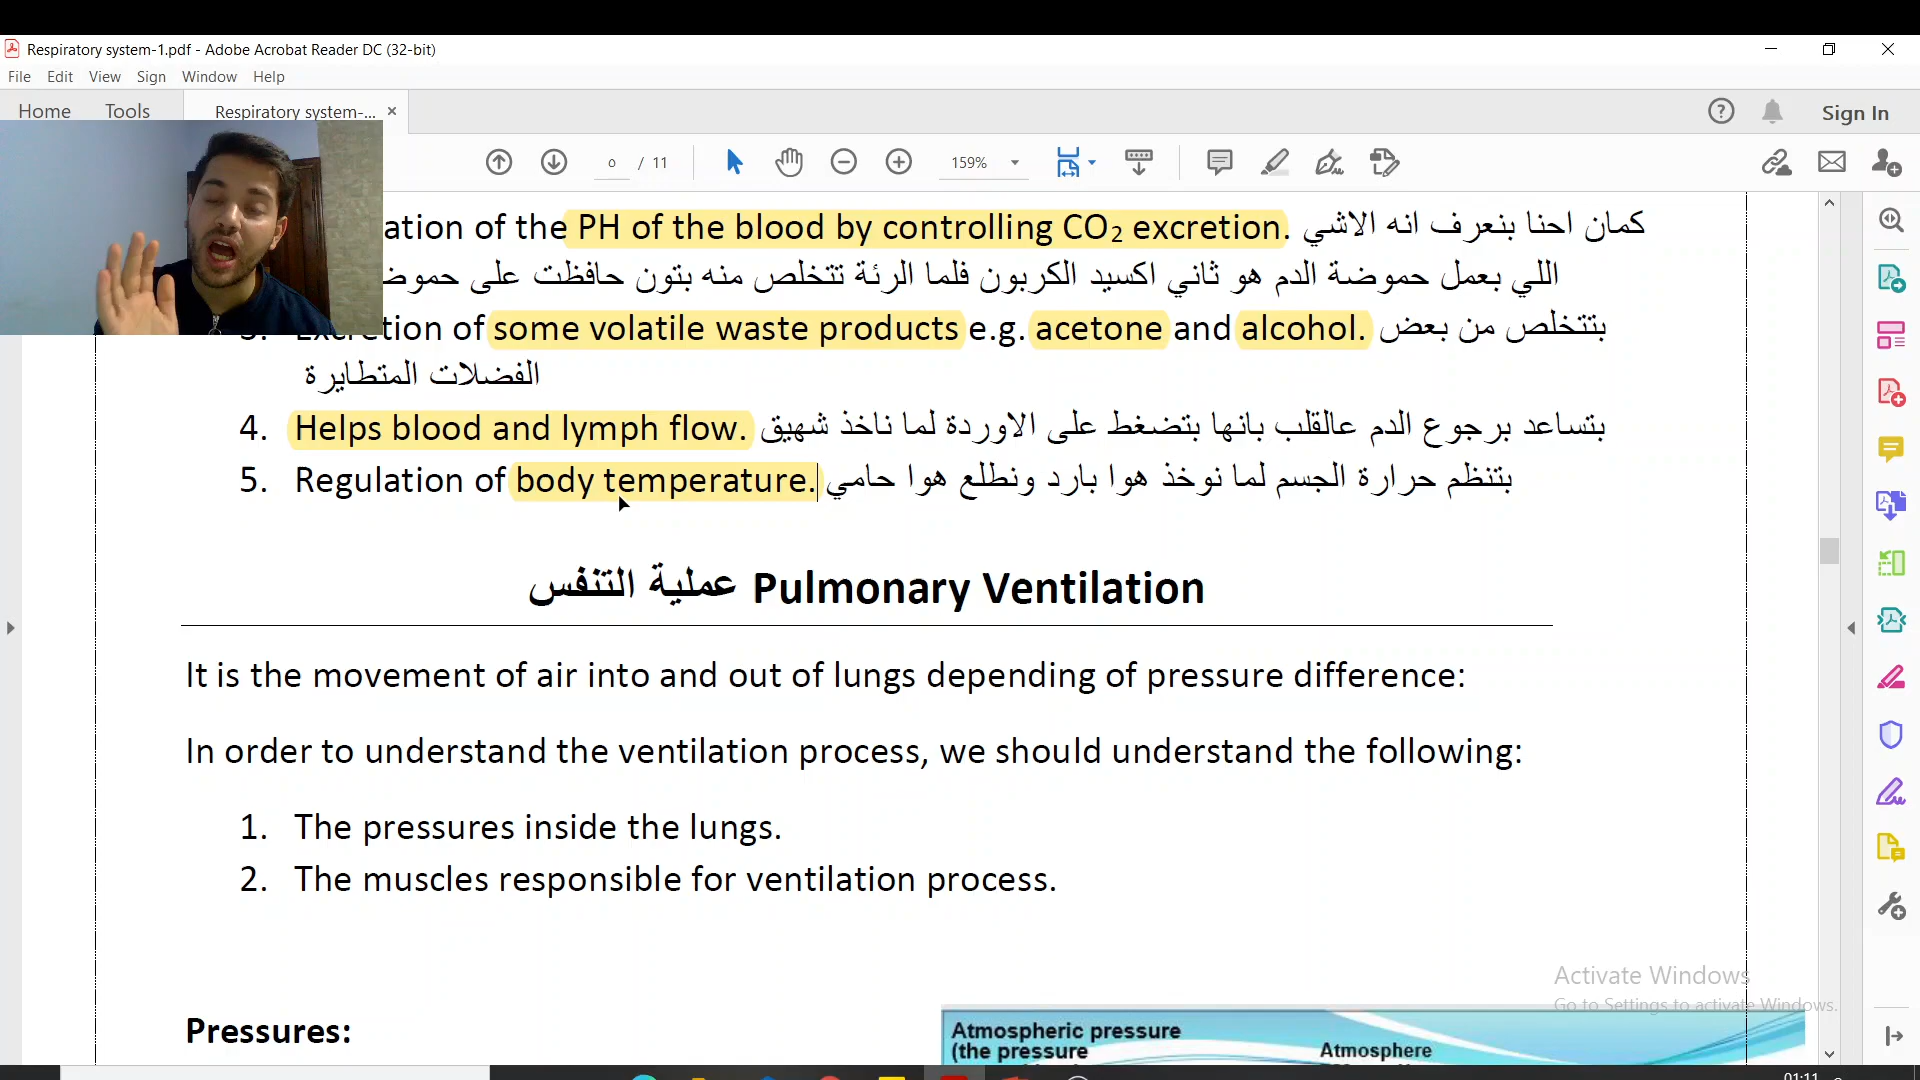 Respiratory system-1.pdf - Adobe Acrobat Reader DC (32-bit)
File Edit View Sign Window Help
Home Tools Respiratory system-... × Sign In
o / 11 159%
ation of the PH of the blood by controlling CO₂ excretion. كمان احنا بنعرف انه الاشي
اللي بعمل حموضة الدم هو ثاني اكسيد الكربون فلما الرئة تتخلص منه بتون حافظت على حموض
3. Excretion of some volatile waste products e.g. acetone and alcohol. بتتخلص من بعض
الفضلات المتطايرة
4. Helps blood and lymph flow. بتساعد برجوع الدم عالقلب بانها بتضغط على الاوردة لما ناخذ شهيق
5. Regulation of body temperature. بتنظم حرارة الجسم لما نوخذ هوا بارد ونطلع هوا حامي
عملية التنفس Pulmonary Ventilation
It is the movement of air into and out of lungs depending of pressure difference:
In order to understand the ventilation process, we should understand the following:
1. The pressures inside the lungs.
2. The muscles responsible for ventilation process.
Activate Windows
Go to Settings to activate Windows.
Pressures:
Atmospheric pressure
(the pressure
Atmosphere
01:11